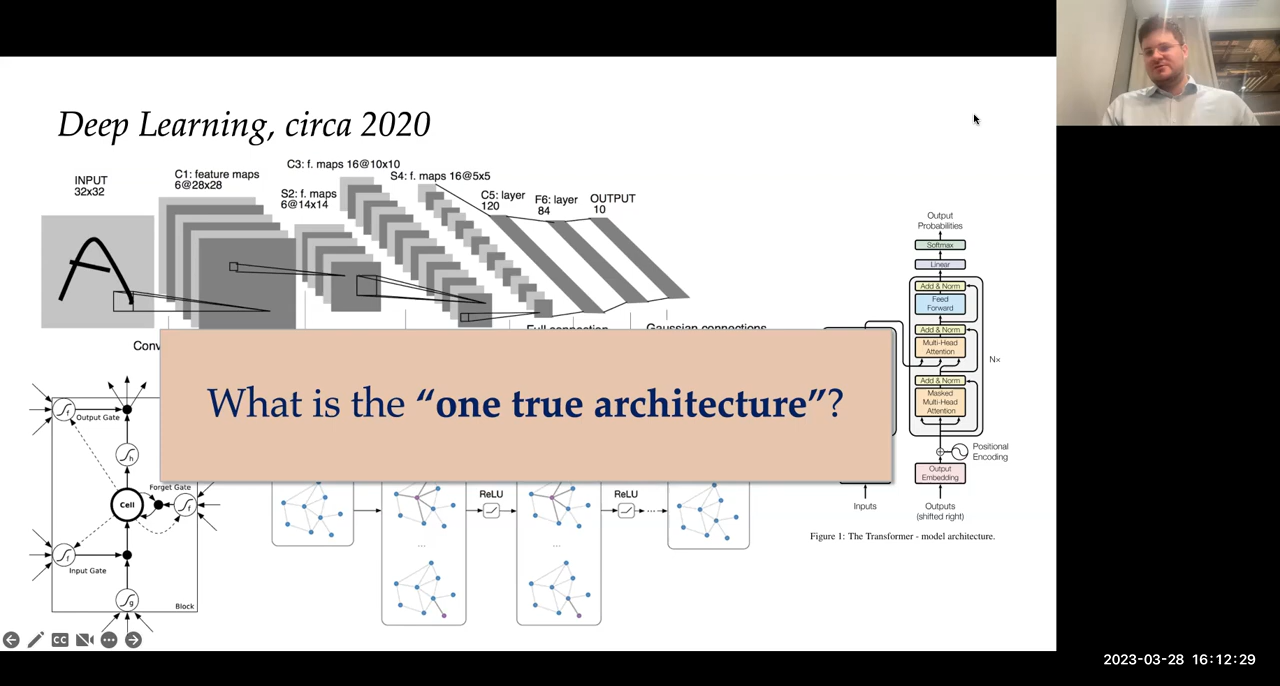 Deep Learning, circa 2020
INPUT
32x32
C1: feature maps
6@28x28
C3: f. maps 16@10x10
S2: f. maps
6@14x14
S4: f. maps 16@5x5
C5: layer
120
F6: layer
84
OUTPUT
10
Conv
Full connection
Gaussian connections
What is the “one true architecture”?
Output Gate
f
h
Forget Gate
Cell
f
f
Input Gate
g
Block
ReLU
ReLU
...
...
Output
Probabilities
Softmax
Linear
Add & Norm
Feed
Forward
Add & Norm
Multi-Head
Attention
N×
Add & Norm
Masked
Multi-Head
Attention
Positional
Encoding
Output
Embedding
Inputs
Outputs
(shifted right)
Figure 1: The Transformer - model architecture.
CC
2023-03-28 16:12:29